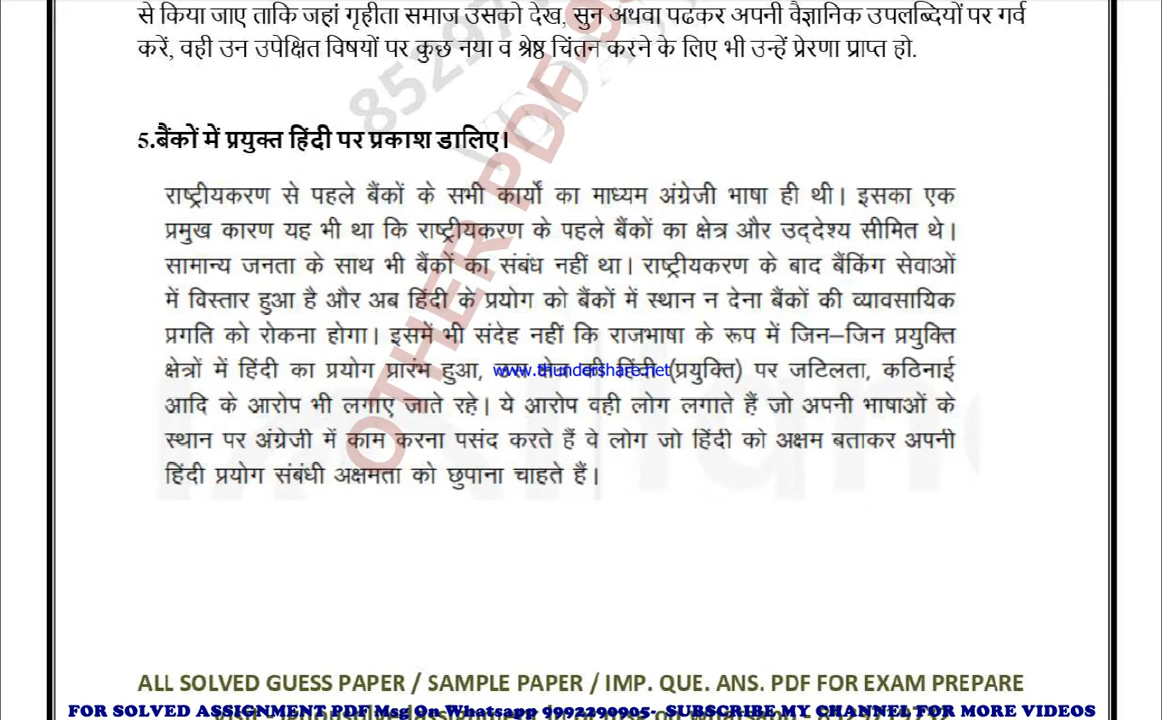 से किया जाए ताकि जहां गृहीता समाज उसको देख, सुन अथवा पढकर अपनी वैज्ञानिक उपलब्दियों पर गर्व
करें, वही उन उपेक्षित विषयों पर कुछ नया व श्रेष्ठ चिंतन करने के लिए भी उन्हें प्रेरणा प्राप्त हो.
5.बैंकों में प्रयुक्त हिंदी पर प्रकाश डालिए।
राष्ट्रीयकरण से पहले बैंकों के सभी कार्यों का माध्यम अंग्रेजी भाषा ही थी। इसका एक
प्रमुख कारण यह भी था कि राष्ट्रीयकरण के पहले बैंकों का क्षेत्र और उद्देश्य सीमित थे।
सामान्य जनता के साथ भी बैंकों का संबंध नहीं था। राष्ट्रीयकरण के बाद बैंकिंग सेवाओं
में विस्तार हुआ है और अब हिंदी के प्रयोग को बैंकों में स्थान न देना बैंकों की व्यावसायिक
प्रगति को रोकना होगा। इसमें भी संदेह नहीं कि राजभाषा के रूप में जिन–जिन प्रयुक्ति
क्षेत्रों में हिंदी का प्रयोग प्रारंभ हुआ, की हिंदी (प्रयुक्ति) पर जटिलता, कठिनाई
www.thundershare.net
आदि के आरोप भी लगाए जाते रहे। ये आरोप वही लोग लगाते हैं जो अपनी भाषाओं के
स्थान पर अंग्रेजी में काम करना पसंद करते हैं वे लोग जो हिंदी को अक्षम बताकर अपनी
हिंदी प्रयोग संबंधी अक्षमता को छुपाना चाहते हैं।
OTHER PDF-9
85297
ALL SOLVED GUESS PAPER / SAMPLE PAPER / IMP. QUE. ANS. PDF FOR EXAM PREPARE
FOR SOLVED ASSIGNMENT PDF Msg On Whatsapp 9992290905- SUBSCRIBE MY CHANNEL FOR MORE VIDEOS